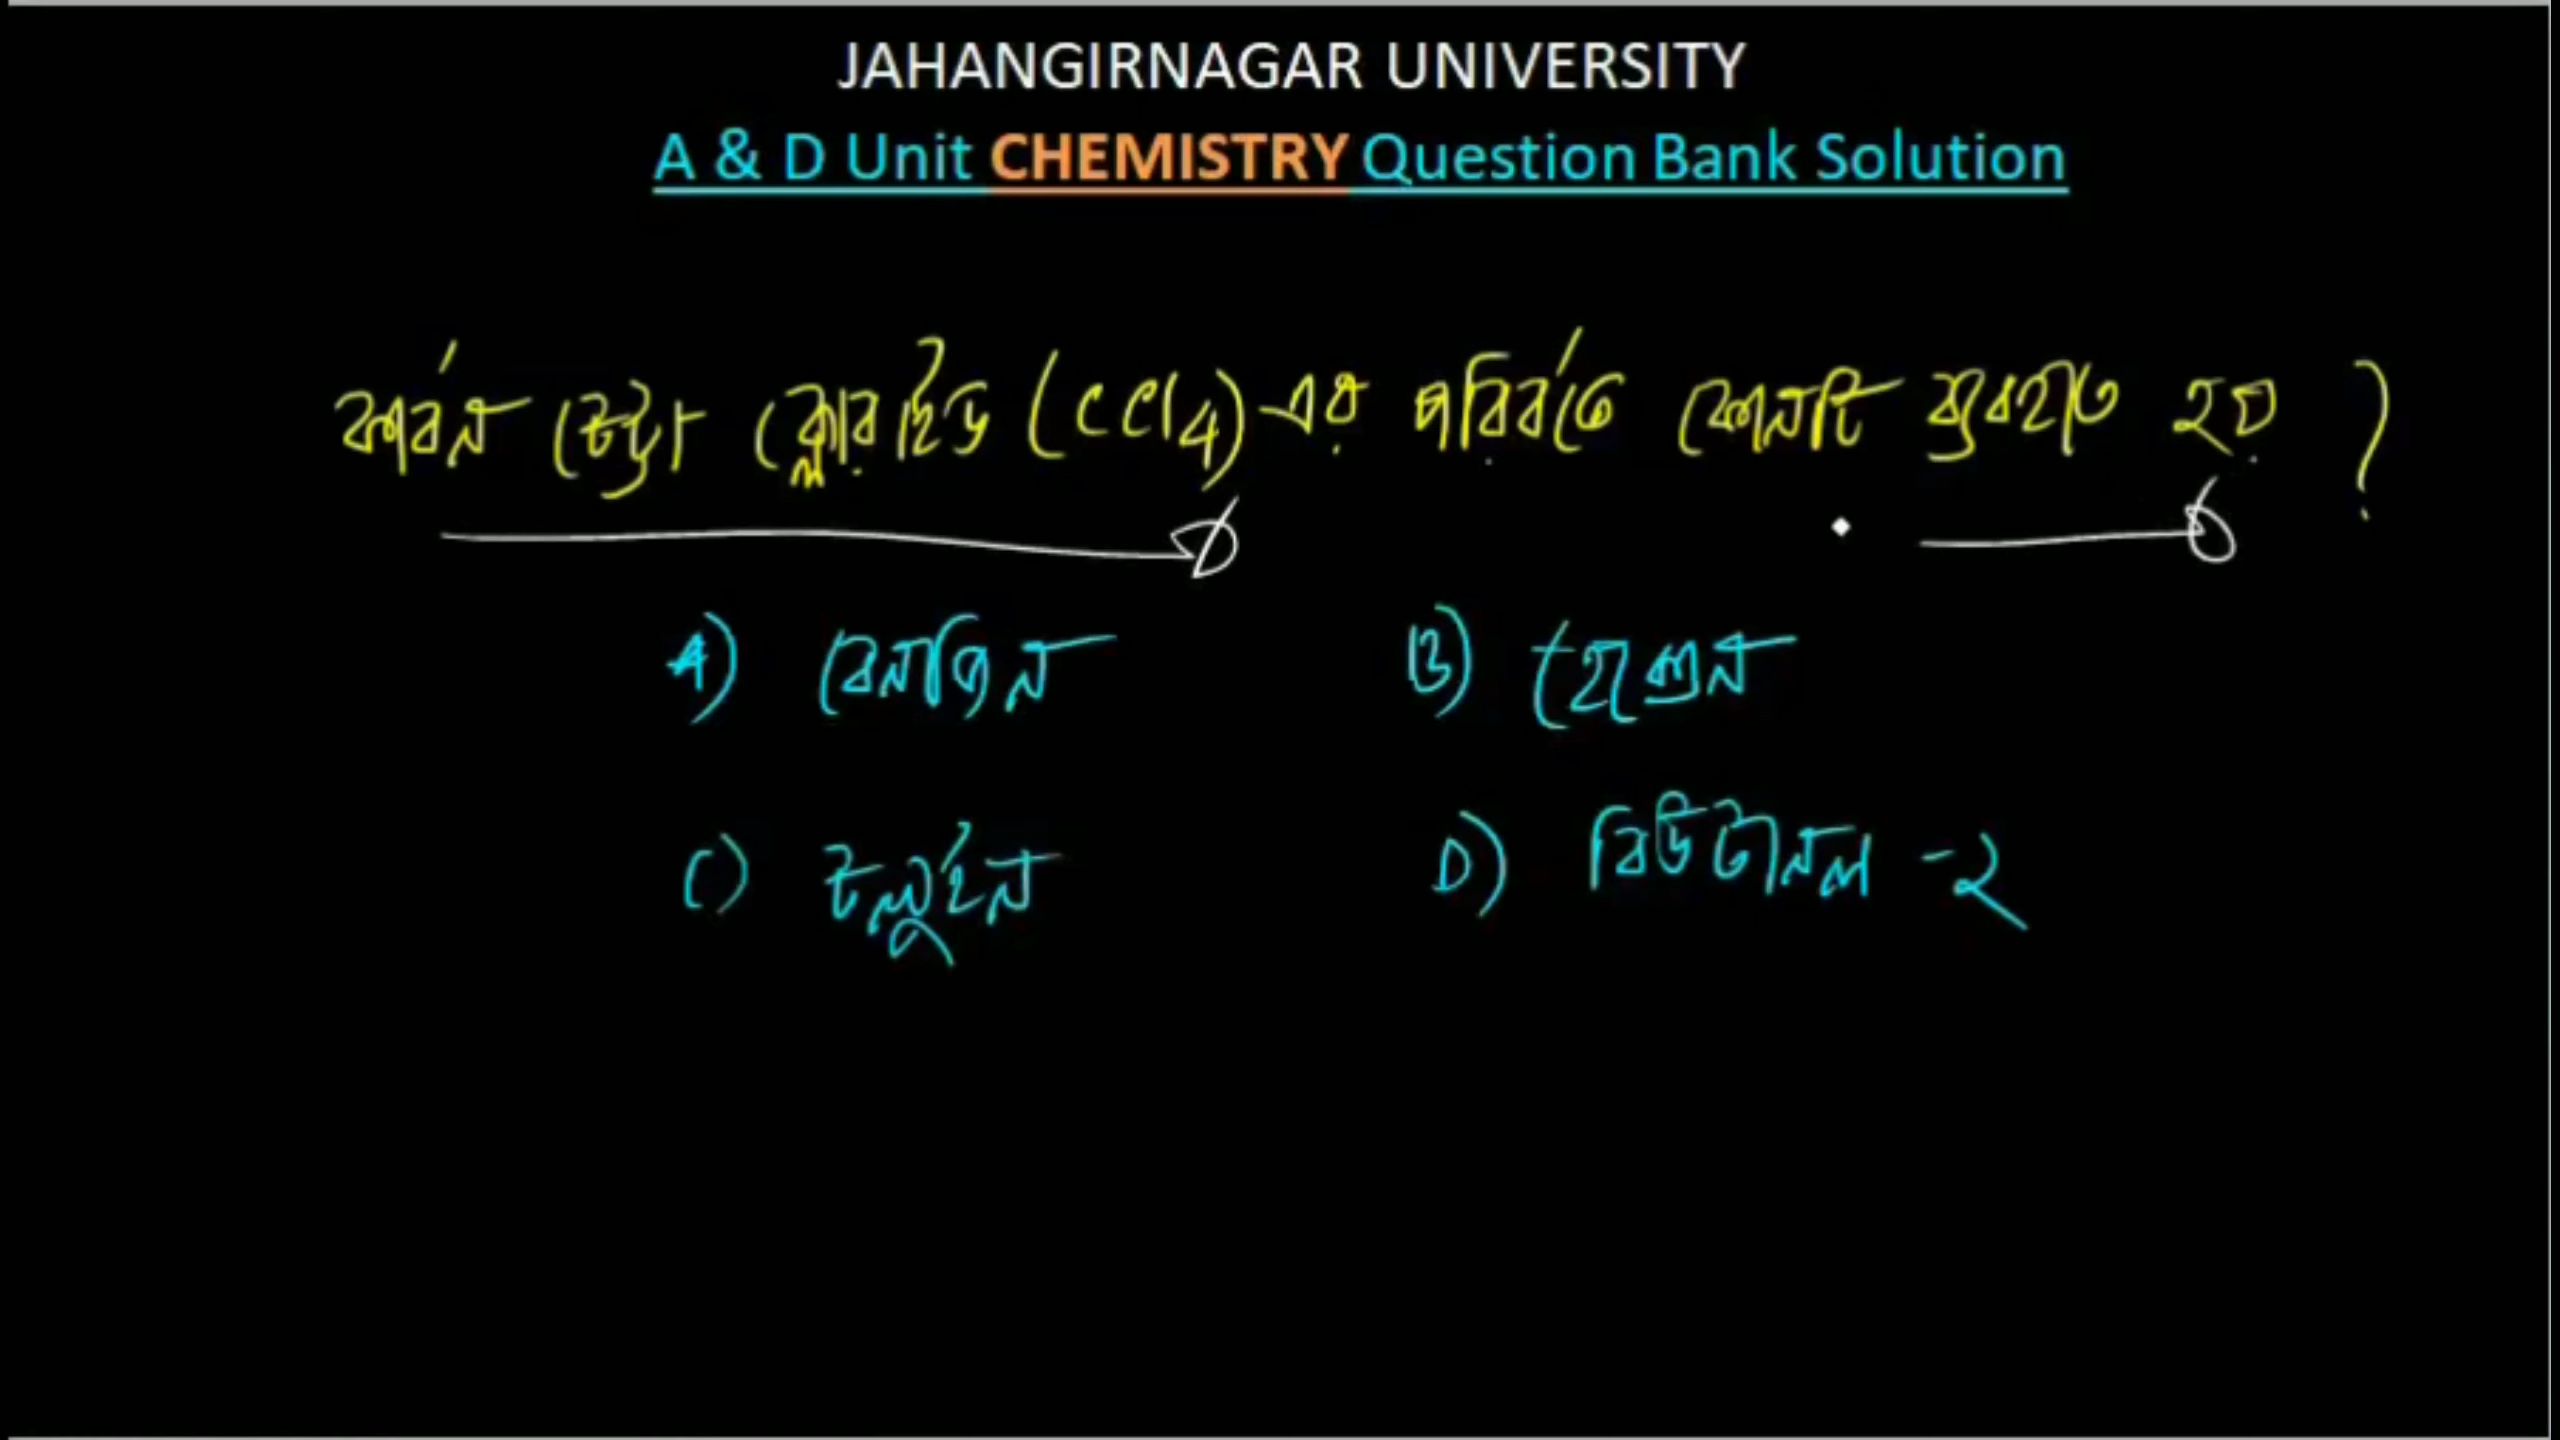 JAHANGIRNAGAR UNIVERSITY
A & D Unit CHEMISTRY Question Bank Solution
কার্বন টেট্রা ক্লোরাইড (CCl4)-এর পরিবর্তে কোনটি ব্যবহৃত হয় ?
A) বেনজিন B)
C) টলুইন D) বিউটানল -২